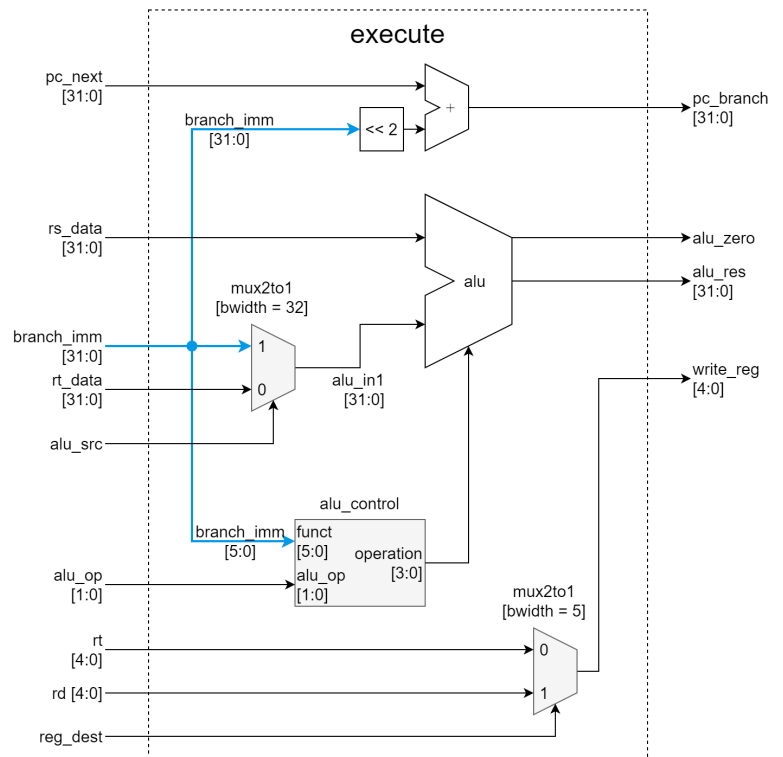 execute
pc_next
[31:0]
branch_imm
[31:0]
<< 2
+
pc_branch
[31:0]
rs_data
[31:0]
alu_zero
alu_res
[31:0]
alu
mux2to1
[bwidth = 32]
branch_imm
[31:0]
1
rt_data
[31:0]
0
alu_in1
[31:0]
write_reg
[4:0]
alu_src
alu_control
branch_imm
[5:0]
funct
[5:0]
operation
[3:0]
alu_op
[1:0]
alu_op
[1:0]
mux2to1
[bwidth = 5]
rt
[4:0]
0
rd [4:0]
1
reg_dest